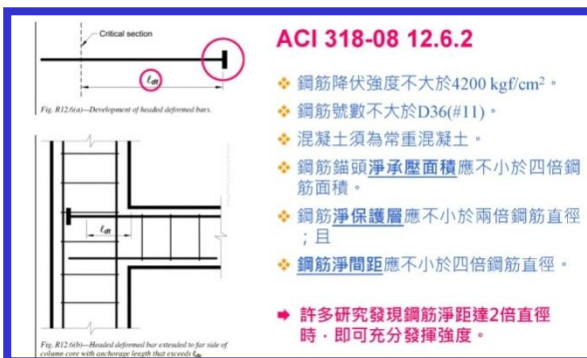 Critical section
ℓdt
Fig. R12.6(a)—Development of headed deformed bars.
ℓdt
Fig. R12.6(b)—Headed deformed bar extended to far side of
column core with anchorage length that exceeds ℓdt.
ACI 318-08 12.6.2
❖ 鋼筋降伏強度不大於4200 kgf/cm²。
❖ 鋼筋號數不大於D36(#11)。
❖ 混凝土須為常重混凝土。
❖ 鋼筋錨頭淨承壓面積應不小於四倍鋼
筋面積。
❖ 鋼筋淨保護層應不小於兩倍鋼筋直徑
；且
❖ 鋼筋淨間距應不小於四倍鋼筋直徑。
➡ 許多研究發現鋼筋淨距達2倍直徑
時，即可充分發揮強度。